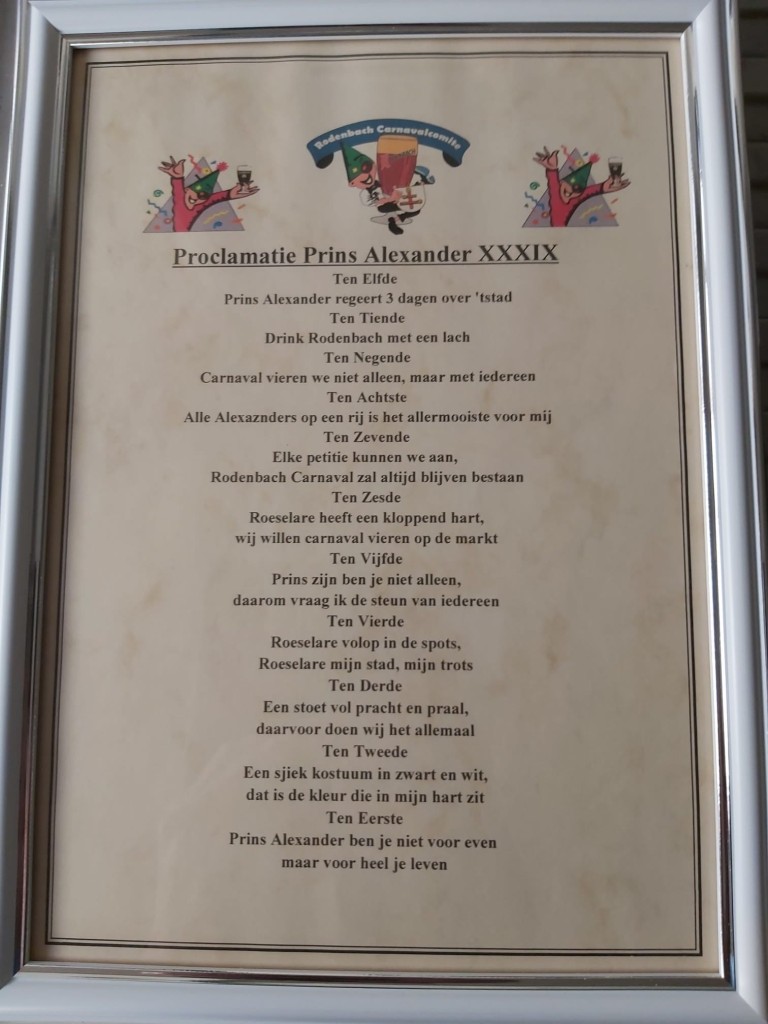 Rodenbach Carnavalcomite
Proclamatie Prins Alexander XXXIX
Ten Elfde
Prins Alexander regeert 3 dagen over 'tstad
Ten Tiende
Drink Rodenbach met een lach
Ten Negende
Carnaval vieren we niet alleen, maar met iedereen
Ten Achtste
Alle Alexaznders op een rij is het allermooiste voor mij
Ten Zevende
Elke petitie kunnen we aan,
Rodenbach Carnaval zal altijd blijven bestaan
Ten Zesde
Roeselare heeft een kloppend hart,
wij willen carnaval vieren op de markt
Ten Vijfde
Prins zijn ben je niet alleen,
daarom vraag ik de steun van iedereen
Ten Vierde
Roeselare volop in de spots,
Roeselare mijn stad, mijn trots
Ten Derde
Een stoet vol pracht en praal,
daarvoor doen wij het allemaal
Ten Tweede
Een sjiek kostuum in zwart en wit,
dat is de kleur die in mijn hart zit
Ten Eerste
Prins Alexander ben je niet voor even
maar voor heel je leven